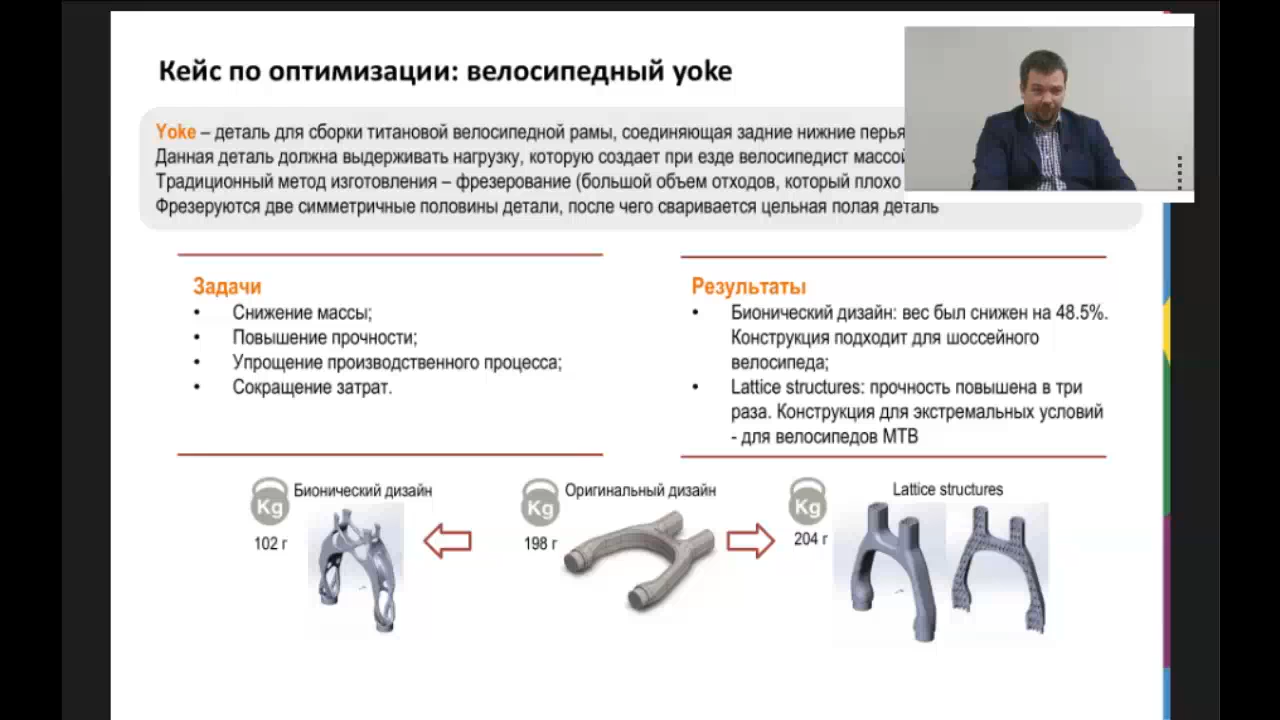 Кейс по оптимизации: велосипедный yoke
Yoke – деталь для сборки титановой велосипедной рамы, соединяющая задние нижние перья
Данная деталь должна выдерживать нагрузку, которую создает при езде велосипедист массой
Традиционный метод изготовления – фрезерование (большой объем отходов, который плохо
Фрезеруются две симметричные половины детали, после чего сваривается цельная полая деталь
Задачи
• Снижение массы;
• Повышение прочности;
• Упрощение производственного процесса;
• Сокращение затрат.
Результаты
• Бионический дизайн: вес был снижен на 48.5%.
Конструкция подходит для шоссейного
велосипеда;
• Lattice structures: прочность повышена в три
раза. Конструкция для экстремальных условий
- для велосипедов МТВ
Kg
Бионический дизайн
102 г
Kg
Оригинальный дизайн
198 г
Kg
Lattice structures
204 г